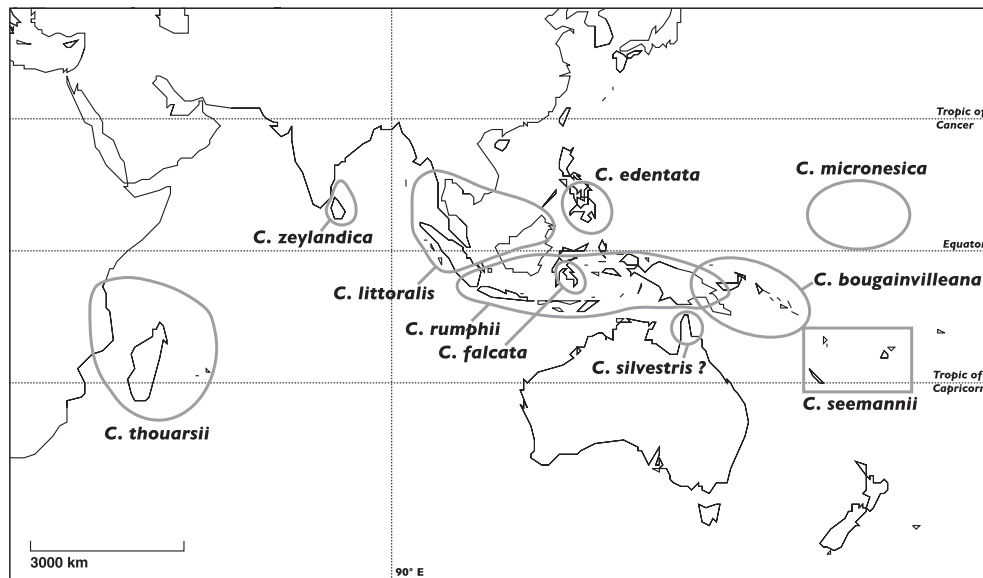 Tropic of
Cancer
C. edentata
C. micronesica
C. zeylandica
Equator
C. littoralis
C. bougainvilleana
C. rumphii
C. falcata
C. silvestris ?
Tropic of
Capricorn
C. seemannii
C. thouarsii
3000 km
90° E